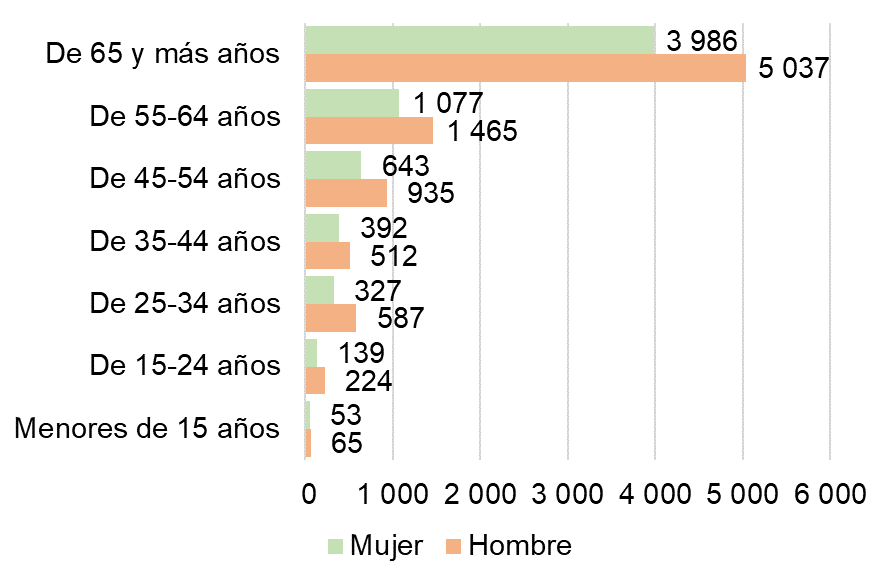 De 65 y más años
3 986
5 037
De 55-64 años
1 077
1 465
De 45-54 años
643
935
De 35-44 años
392
512
De 25-34 años
327
587
De 15-24 años
139
224
Menores de 15 años
53
65
0 1 000 2 000 3 000 4 000 5 000 6 000
Mujer Hombre